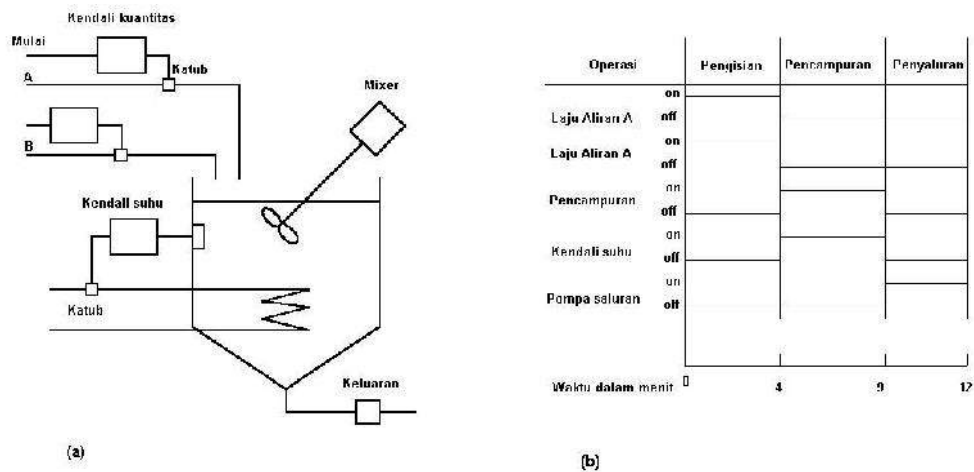 Kendali kuantitas
Mulai
Katub
A
Mixer
B
Kendali suhu
Katub
Keluaran
(a)
Operasi Pengisian Pencampuran Penyaluran
on
Laju Aliran A off
on
Laju Aliran A
off
on
Pencampuran
off
on
Kendali suhu
off
on
Pompa saluran off
Waktu dalam menit 0 4 9 12
(b)